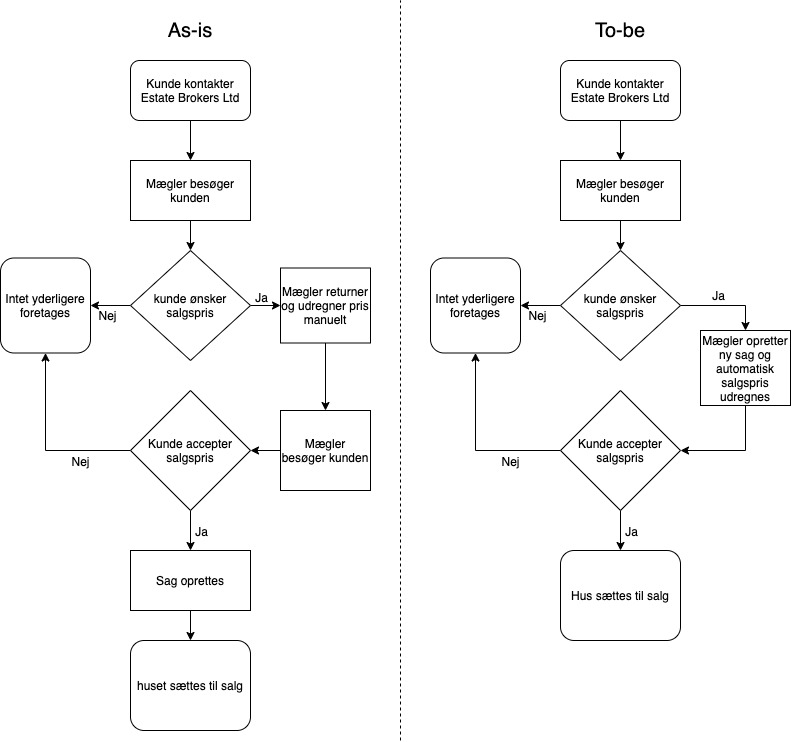 As-is
Kunde kontakter
Estate Brokers Ltd
Mægler besøger
kunden
kunde ønsker
salgspris
Nej
Intet yderligere
foretages
Ja
Mægler returner
og udregner pris
manuelt
Mægler
besøger kunden
Kunde accepter
salgspris
Nej
Ja
Sag oprettes
huset sættes til salg
To-be
Kunde kontakter
Estate Brokers Ltd
Mægler besøger
kunden
kunde ønsker
salgspris
Nej
Intet yderligere
foretages
Ja
Mægler opretter
ny sag og
automatisk
salgspris
udregnes
Kunde accepter
salgspris
Nej
Ja
Hus sættes til salg